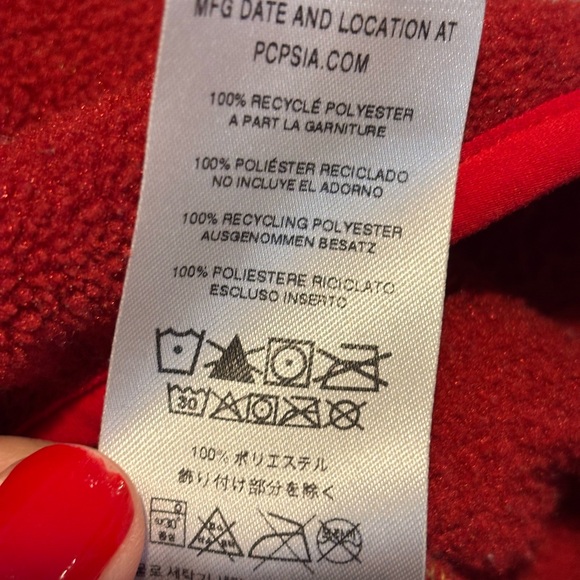 MFG DATE AND LOCATION AT
PCPSIA.COM
100% RECYCLÉ POLYESTER
A PART LA GARNITURE
100% POLIÉSTER RECICLADO
NO INCLUYE EL ADORNO
100% RECYCLING POLYESTER
AUSGENOMMEN BESATZ
100% POLIESTERE RICICLATO
ESCLUSO INSERTO
30
100% ポリエステル
飾り付け部分を除く